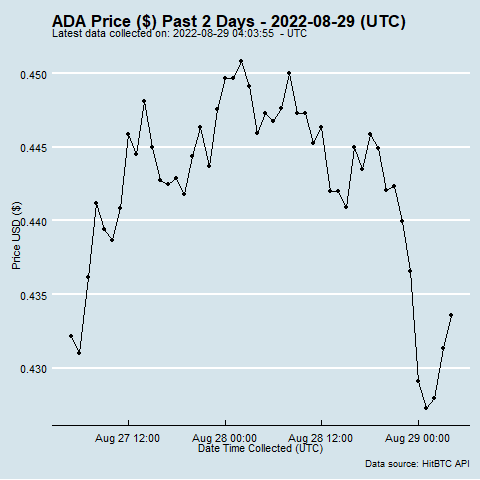 ADA Price ($) Past 2 Days - 2022-08-29 (UTC)
Latest data collected on: 2022-08-29 04:03:55 - UTC
0.450
0.445
0.440
0.435
0.430
Price USD ($)
Aug 27 12:00
Aug 28 00:00
Aug 28 12:00
Aug 29 00:00
Date Time Collected (UTC)
Data source: HitBTC API